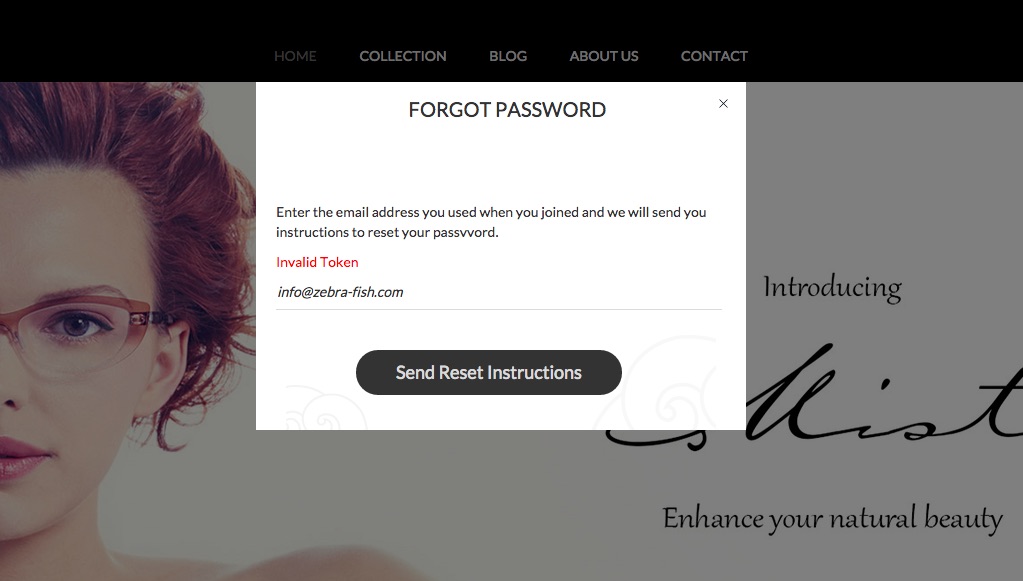 HOME COLLECTION BLOG ABOUT US CONTACT
FORGOT PASSWORD
Enter the email address you used when you joined and we will send you
instructions to reset your passvvord.
Invalid Token
info@zebra-fish.com
Send Reset Instructions
Introducing
Enhance your natural beauty